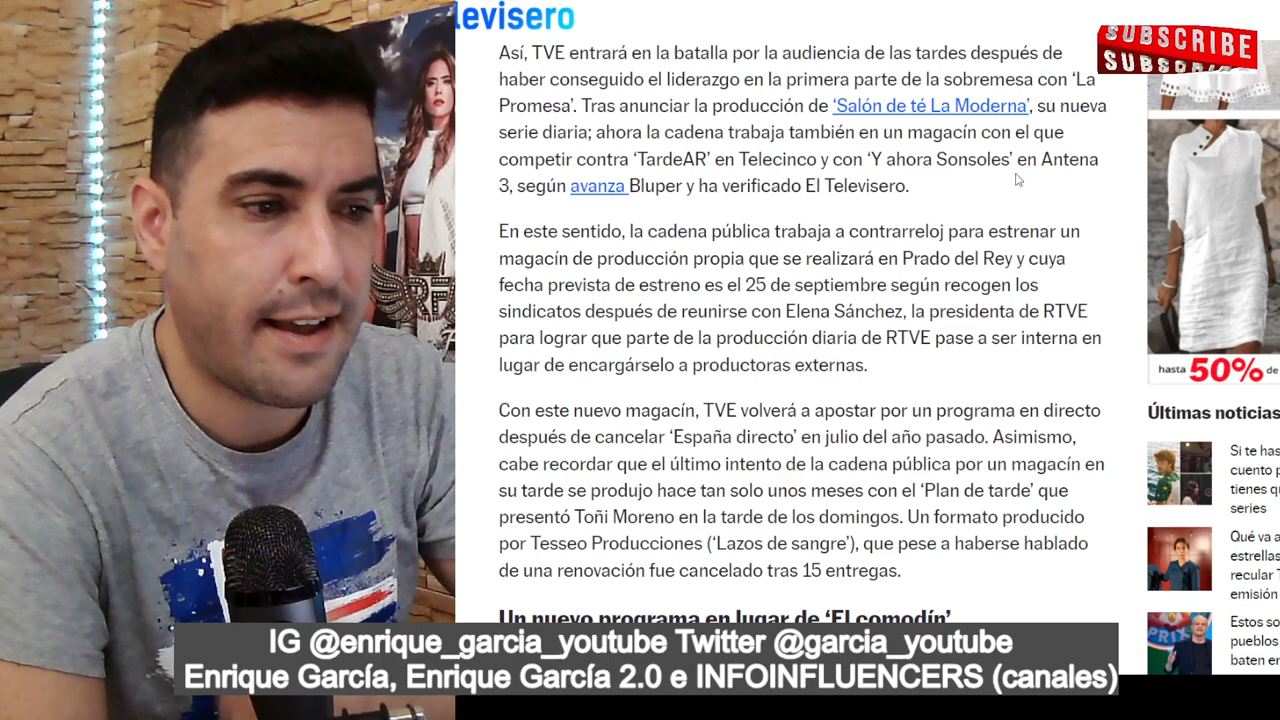 levisero
SUBSCRIBE
SUBSCRIBE
Así, TVE entrará en la batalla por la audiencia de las tardes después de
haber conseguido el liderazgo en la primera parte de la sobremesa con ‘La
Promesa’. Tras anunciar la producción de ‘Salón de té La Moderna’, su nueva
serie diaria; ahora la cadena trabaja también en un magacín con el que
competir contra ‘TardeAR’ en Telecinco y con ‘Y ahora Sonsoles’ en Antena
3, según avanza Bluper y ha verificado El Televisero.
En este sentido, la cadena pública trabaja a contrarreloj para estrenar un
magacín de producción propia que se realizará en Prado del Rey y cuya
fecha prevista de estreno es el 25 de septiembre según recogen los
sindicatos después de reunirse con Elena Sánchez, la presidenta de RTVE
para lograr que parte de la producción diaria de RTVE pase a ser interna en
lugar de encargárselo a productoras externas.
Con este nuevo magacín, TVE volverá a apostar por un programa en directo
después de cancelar ‘España directo’ en julio del año pasado. Asimismo,
cabe recordar que el último intento de la cadena pública por un magacín en
su tarde se produjo hace tan solo unos meses con el ‘Plan de tarde’ que
presentó Toñi Moreno en la tarde de los domingos. Un formato producido
por Tesseo Producciones (‘Lazos de sangre’), que pese a haberse hablado
de una renovación fue cancelado tras 15 entregas.
Un nuevo programa en lugar de ‘El comodín’
hasta 50% de
Últimas noticias
Si te has
cuento p
tienes qu
series
Qué va a
estrellas
recular T
emisión
Estos so
pueblos
baten en
PRIX
RF
IG @enrique_garcia_youtube Twitter @garcia_youtube
Enrique García, Enrique García 2.0 e INFOINFLUENCERS (canales)